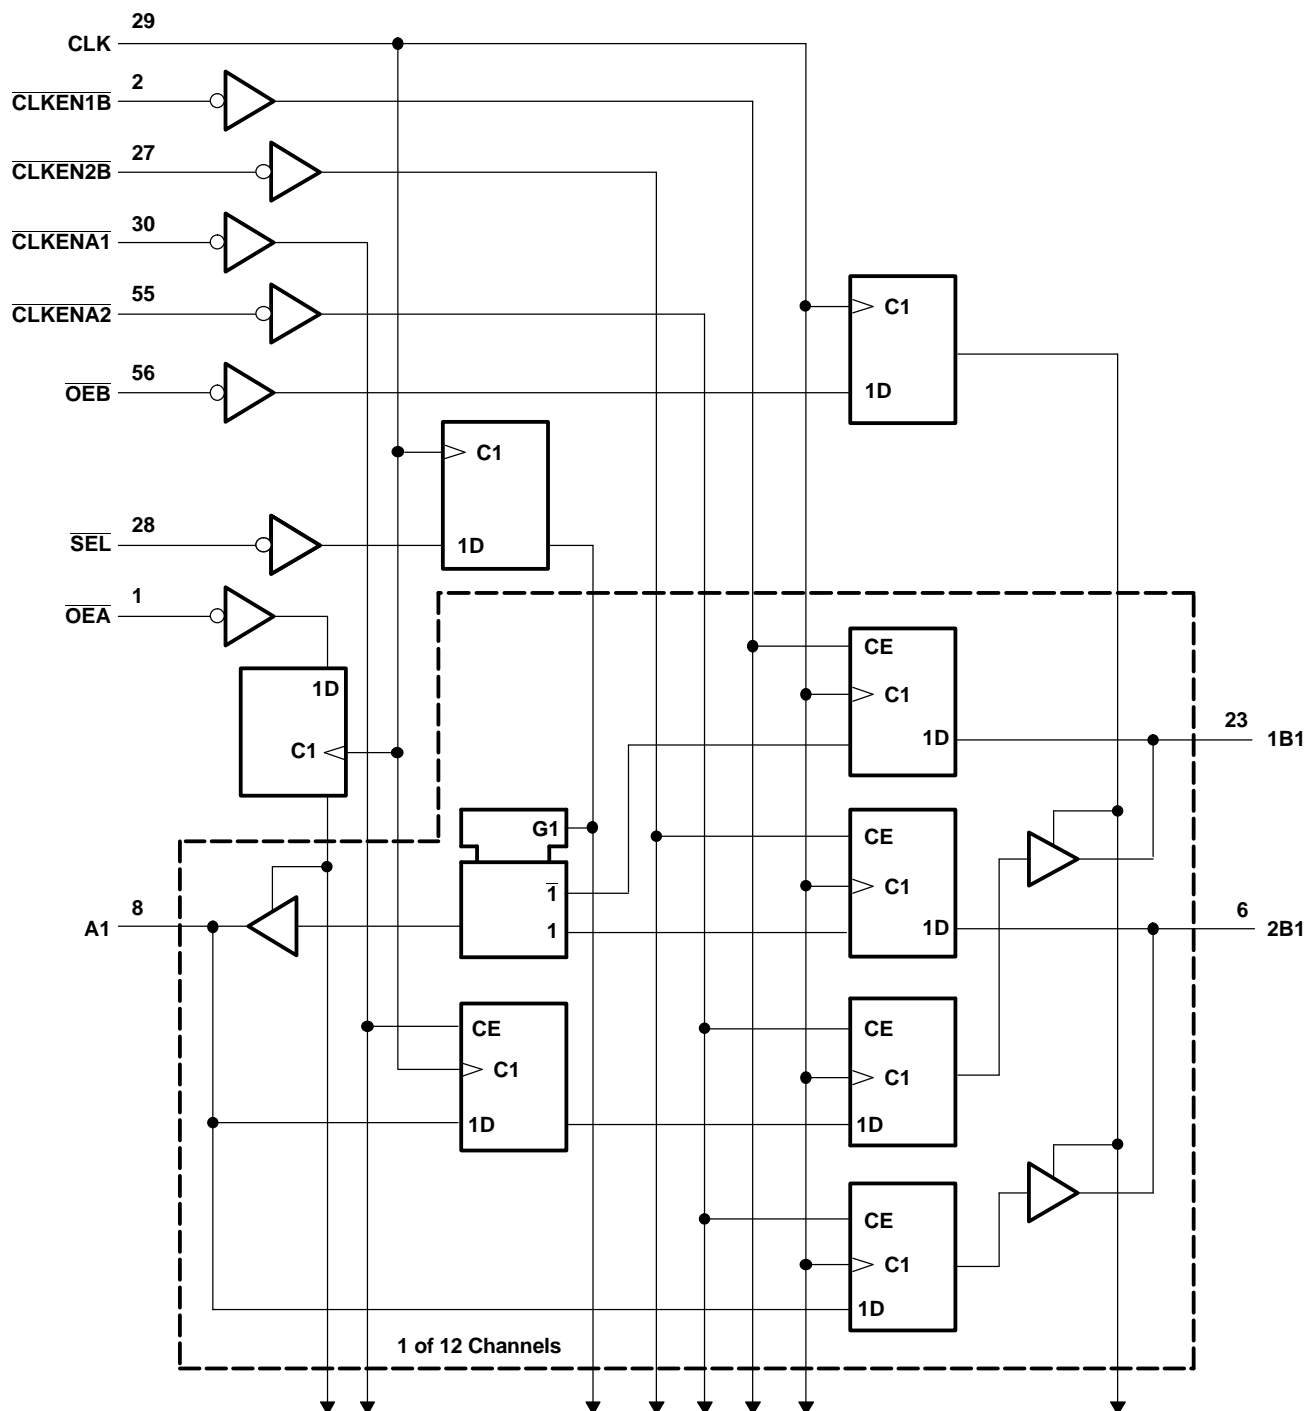 29
CLK
2
CLKEN1B
27
CLKEN2B
30
CLKENA1
55
CLKENA2
C1
56
OEB
1D
C1
28
SEL
1D
1
OEA
CE
1D
C1
23
1D
1B1
C1
G1
CE
1
C1
8
6
A1
1
1D
2B1
CE
CE
C1
C1
1D
1D
CE
C1
1D
1 of 12 Channels